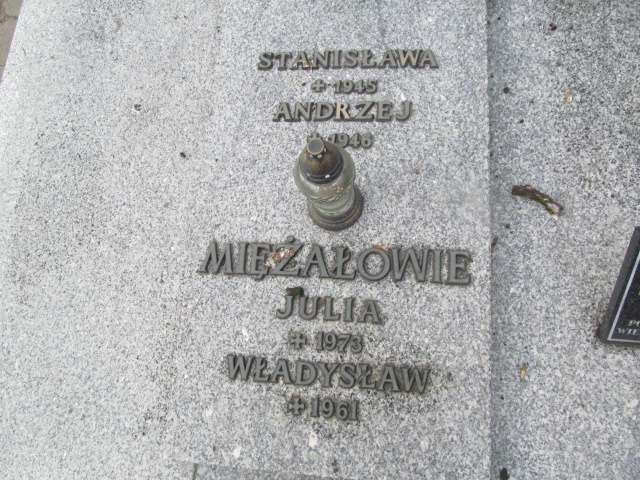 STANISŁAWA
+ 1945
ANDRZEJ
+ 1946
MIĘŻAŁOWIE
JULIA
+ 1973
WŁADYSŁAW
+ 1961